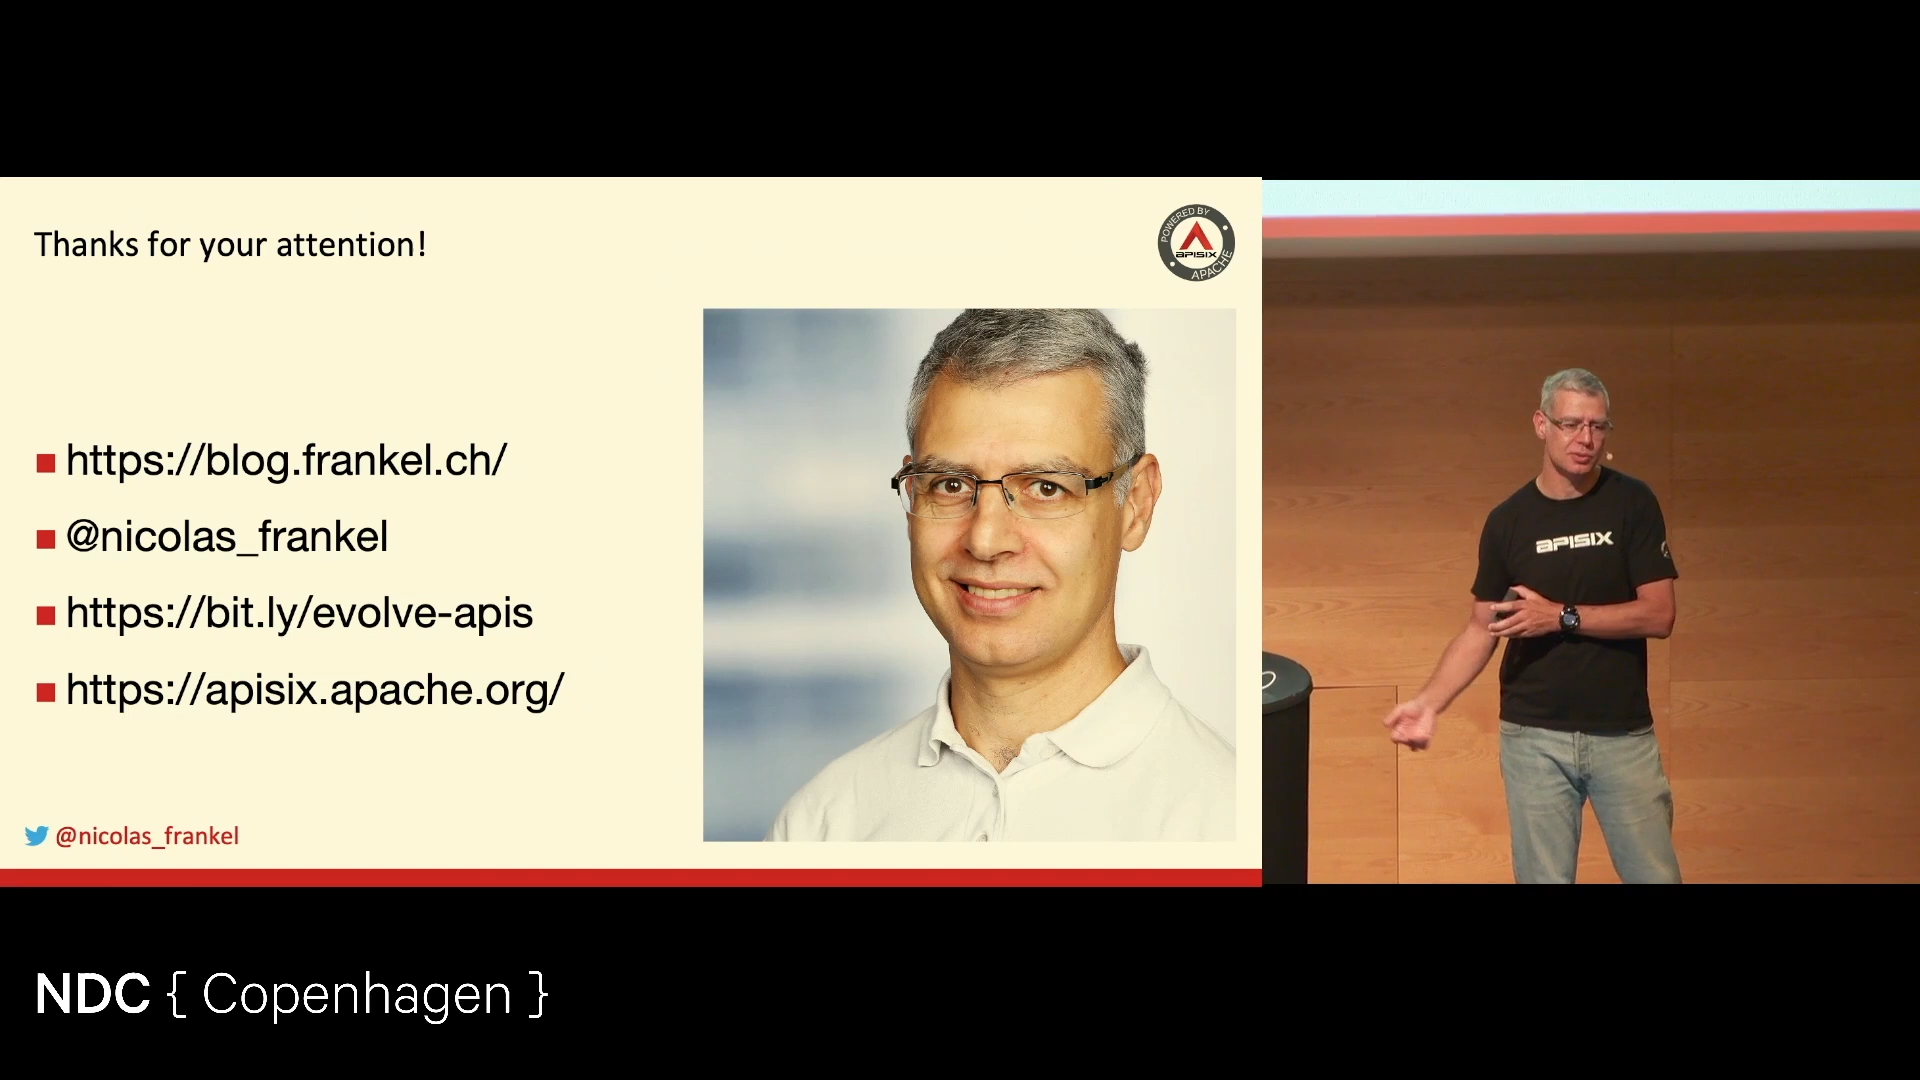 Thanks for your attention!
POWERED BY
APISIX
APACHE
https://blog.frankel.ch/
@nicolas_frankel
https://bit.ly/evolve-apis
https://apisix.apache.org/
@nicolas_frankel
APISIX
NDC { Copenhagen }